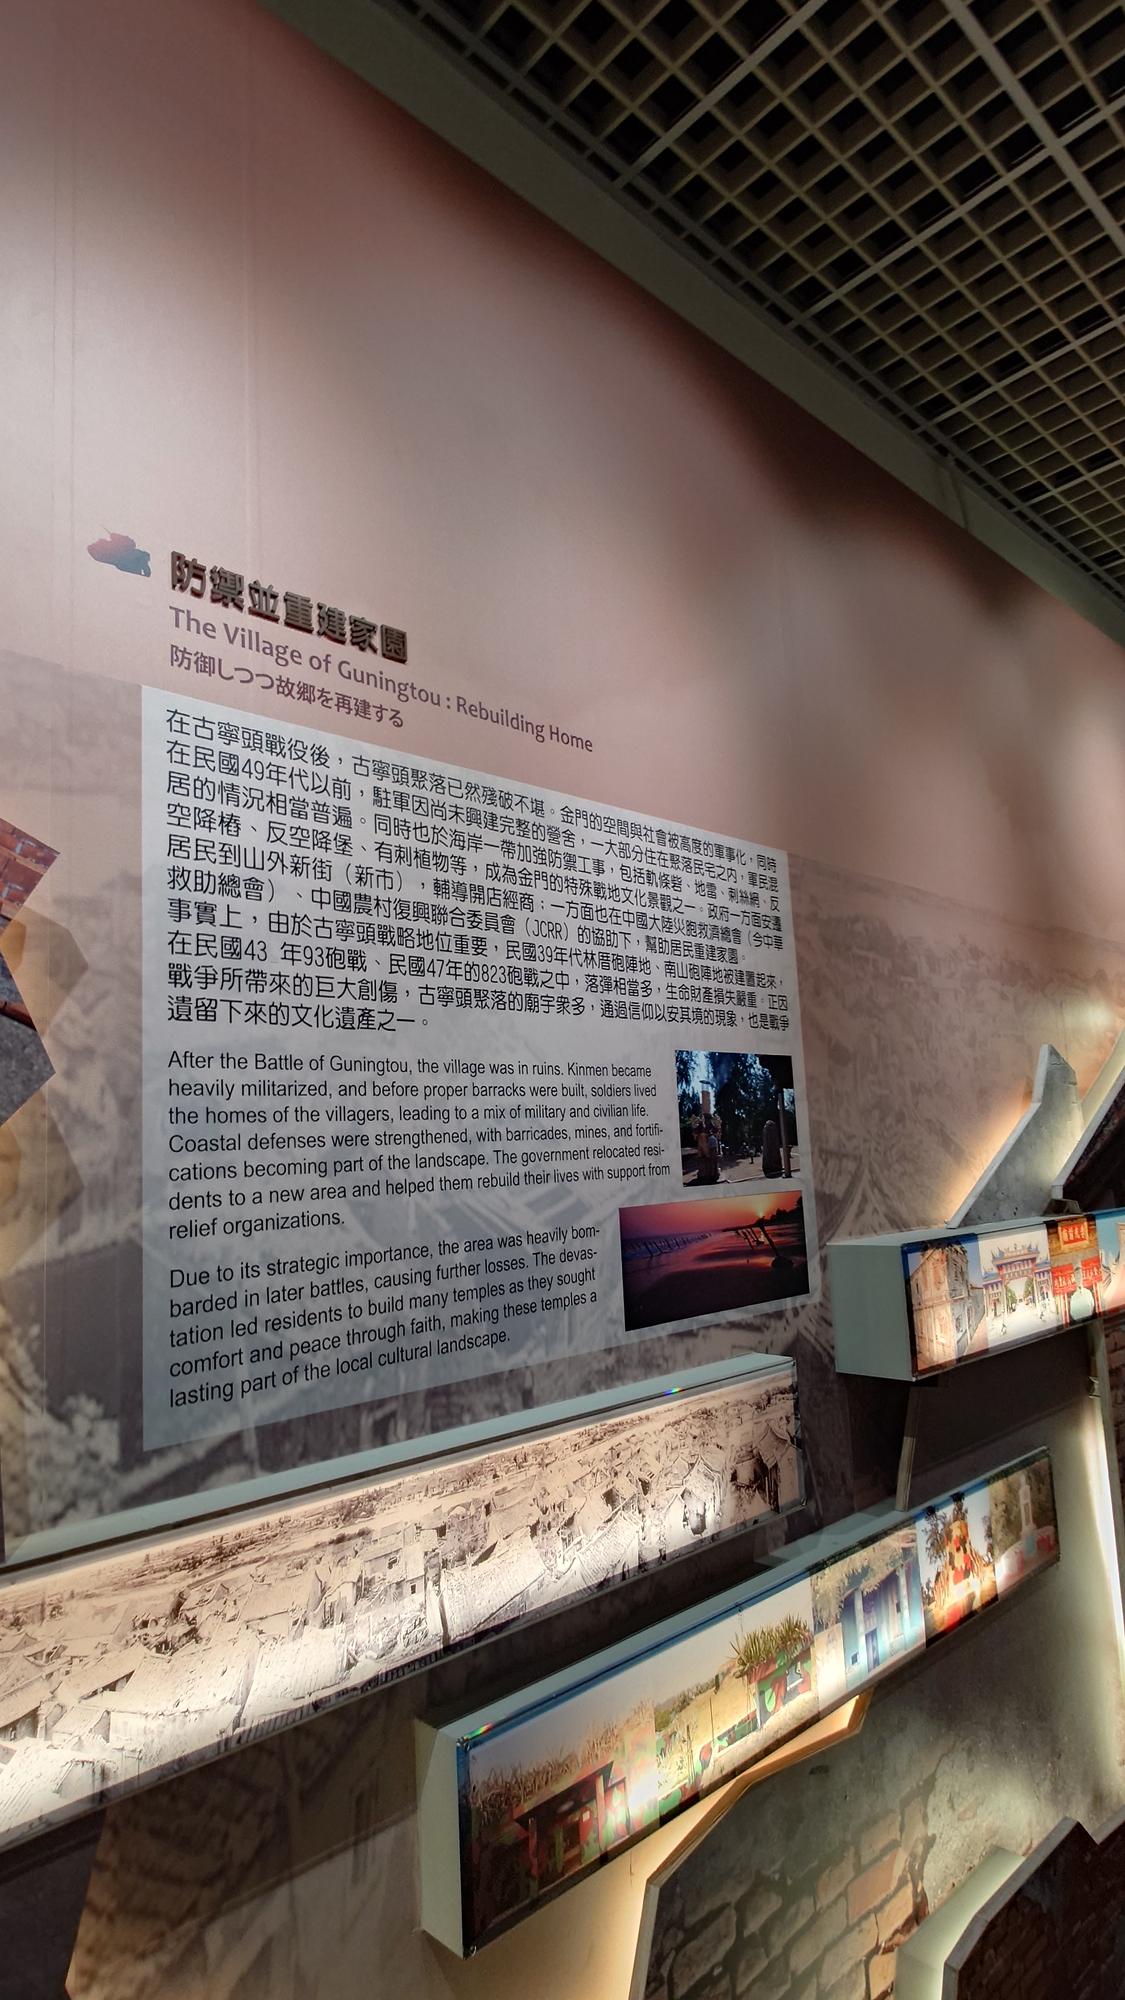 防禦並重建家園
The Village of Guningtou : Rebuilding Home
防御しつつ故郷を再建する
在古寧頭戰役後，古寧頭聚落已然殘破不堪。金門的空間與社會被高度的軍事化，同時
在民國49年代以前，駐軍因尚未興建完整的營舍，一大部分住在聚落民宅之內，軍民混
居的情況相當普遍。同時也於海岸一帶加強防禦工事，包括軌條砦、地雷、刺絲網、反
空降樁、反空降堡、有刺植物等，成為金門的特殊戰地文化景觀之一。政府一方面安遷
居民到山外新街（新市），輔導開店經商；一方面也在中國大陸災胞救濟總會（今中華
救助總會）、中國農村復興聯合委員會（JCRR）的協助下，幫助居民重建家園。
事實上，由於古寧頭戰略地位重要，民國39年代林厝砲陣地、南山砲陣地被建置起來，
在民國43 年93砲戰、民國47年的823砲戰之中，落彈相當多，生命財產損失嚴重。正因
戰爭所帶來的巨大創傷，古寧頭聚落的廟宇衆多，通過信仰以安其境的現象，也是戰爭
遺留下來的文化遺產之一。
After the Battle of Guningtou, the village was in ruins. Kinmen became
heavily militarized, and before proper barracks were built, soldiers lived
the homes of the villagers, leading to a mix of military and civilian life.
Coastal defenses were strengthened, with barricades, mines, and fortifi-
cations becoming part of the landscape. The government relocated resi-
dents to a new area and helped them rebuild their lives with support from
relief organizations.
Due to its strategic importance, the area was heavily bom-
barded in later battles, causing further losses. The devas-
tation led residents to build many temples as they sought
comfort and peace through faith, making these temples a
lasting part of the local cultural landscape.